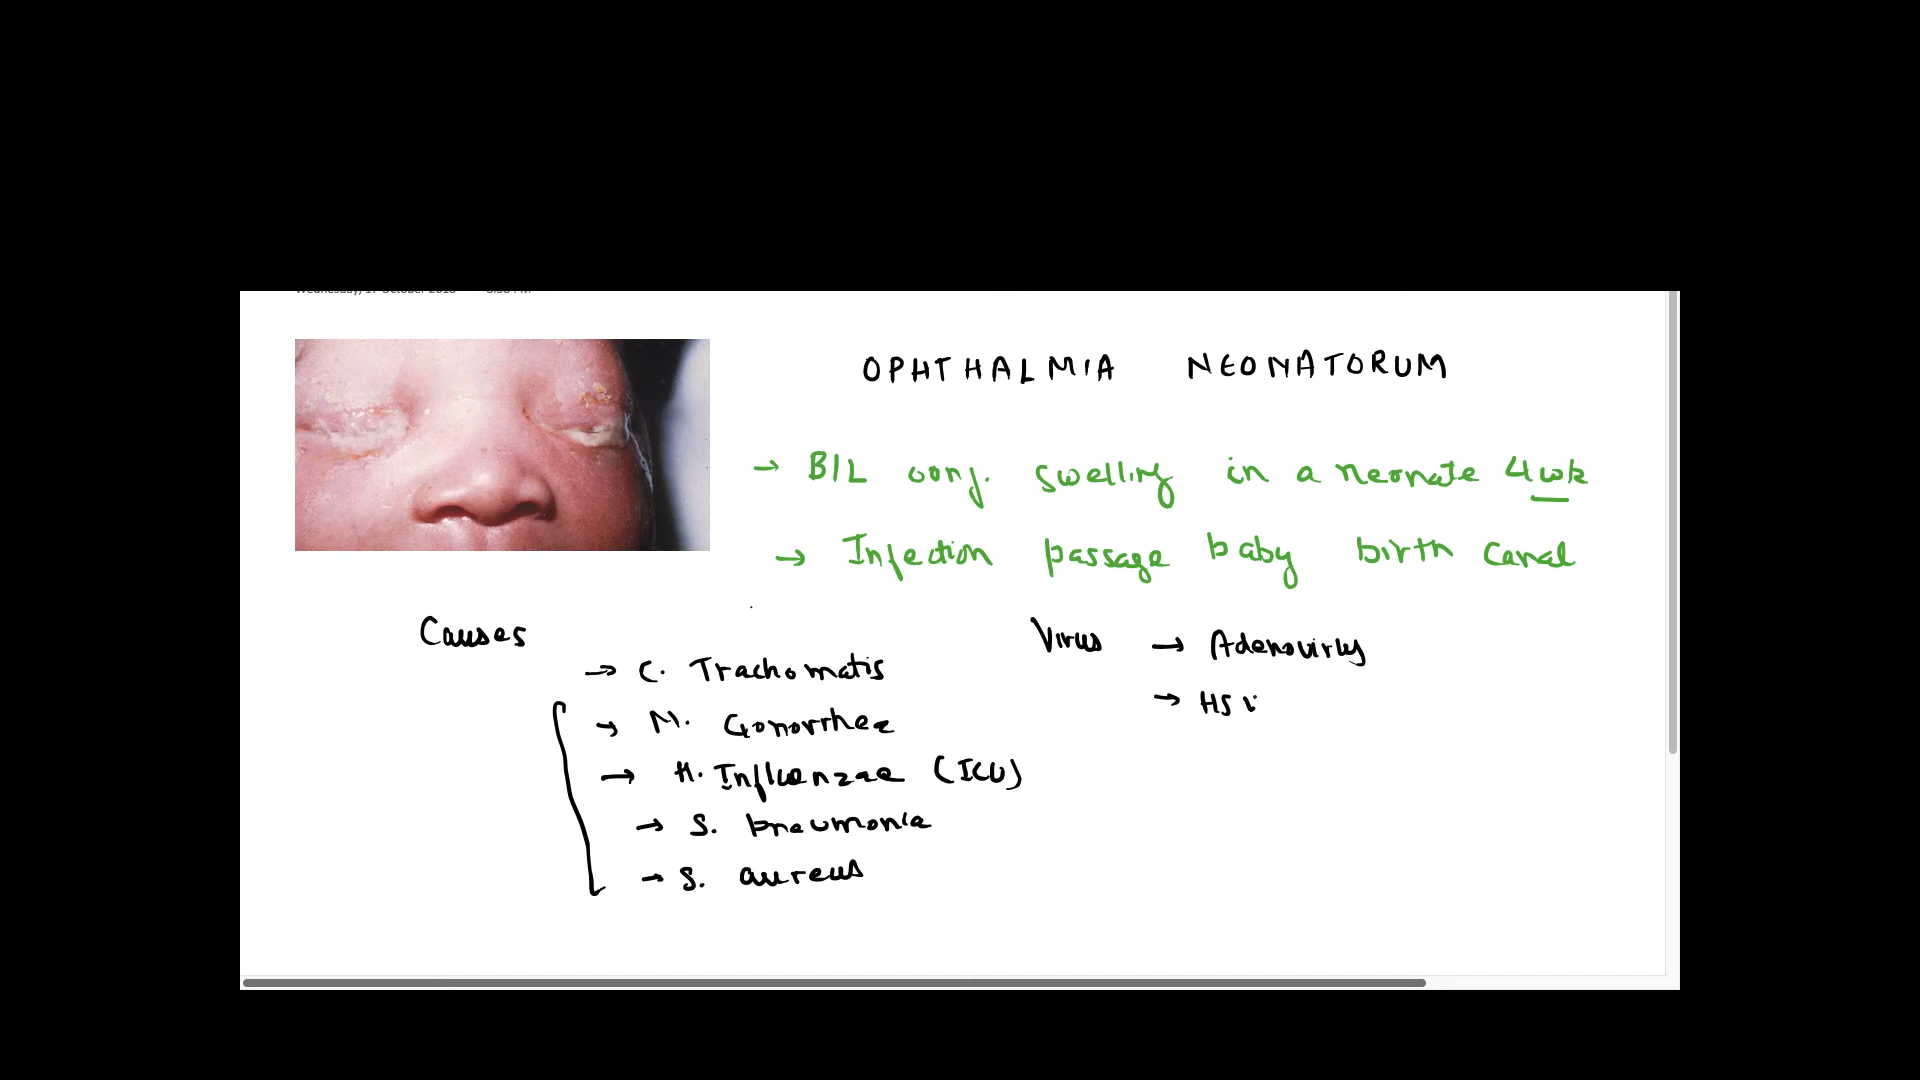 OPHTHALMIA NEONATORUM
→ B/L conj. swelling in a neonate 4wk
→ Infection passage baby birth canal
Causes
→ C. Trachomatis
→ N. Gonorrhea
→ H. Influenzae (ICU)
→ S. pneumonia
→ S. aureus
Virus → Adenovirus
→ HSV